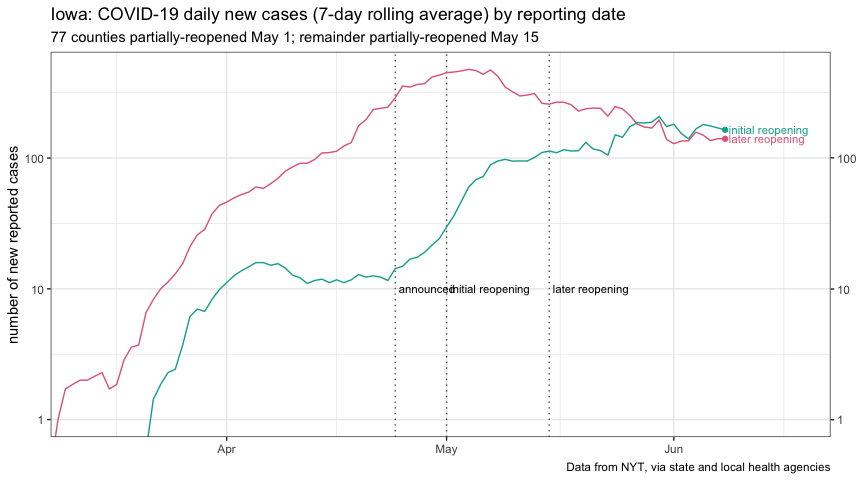 Iowa: COVID-19 daily new cases (7-day rolling average) by reporting date
77 counties partially-reopened May 1; remainder partially-reopened May 15
number of new reported cases
100
10
1
100
10
1
initial reopening
later reopening
announced
initial reopening
later reopening
Apr
May
Jun
Data from NYT, via state and local health agencies